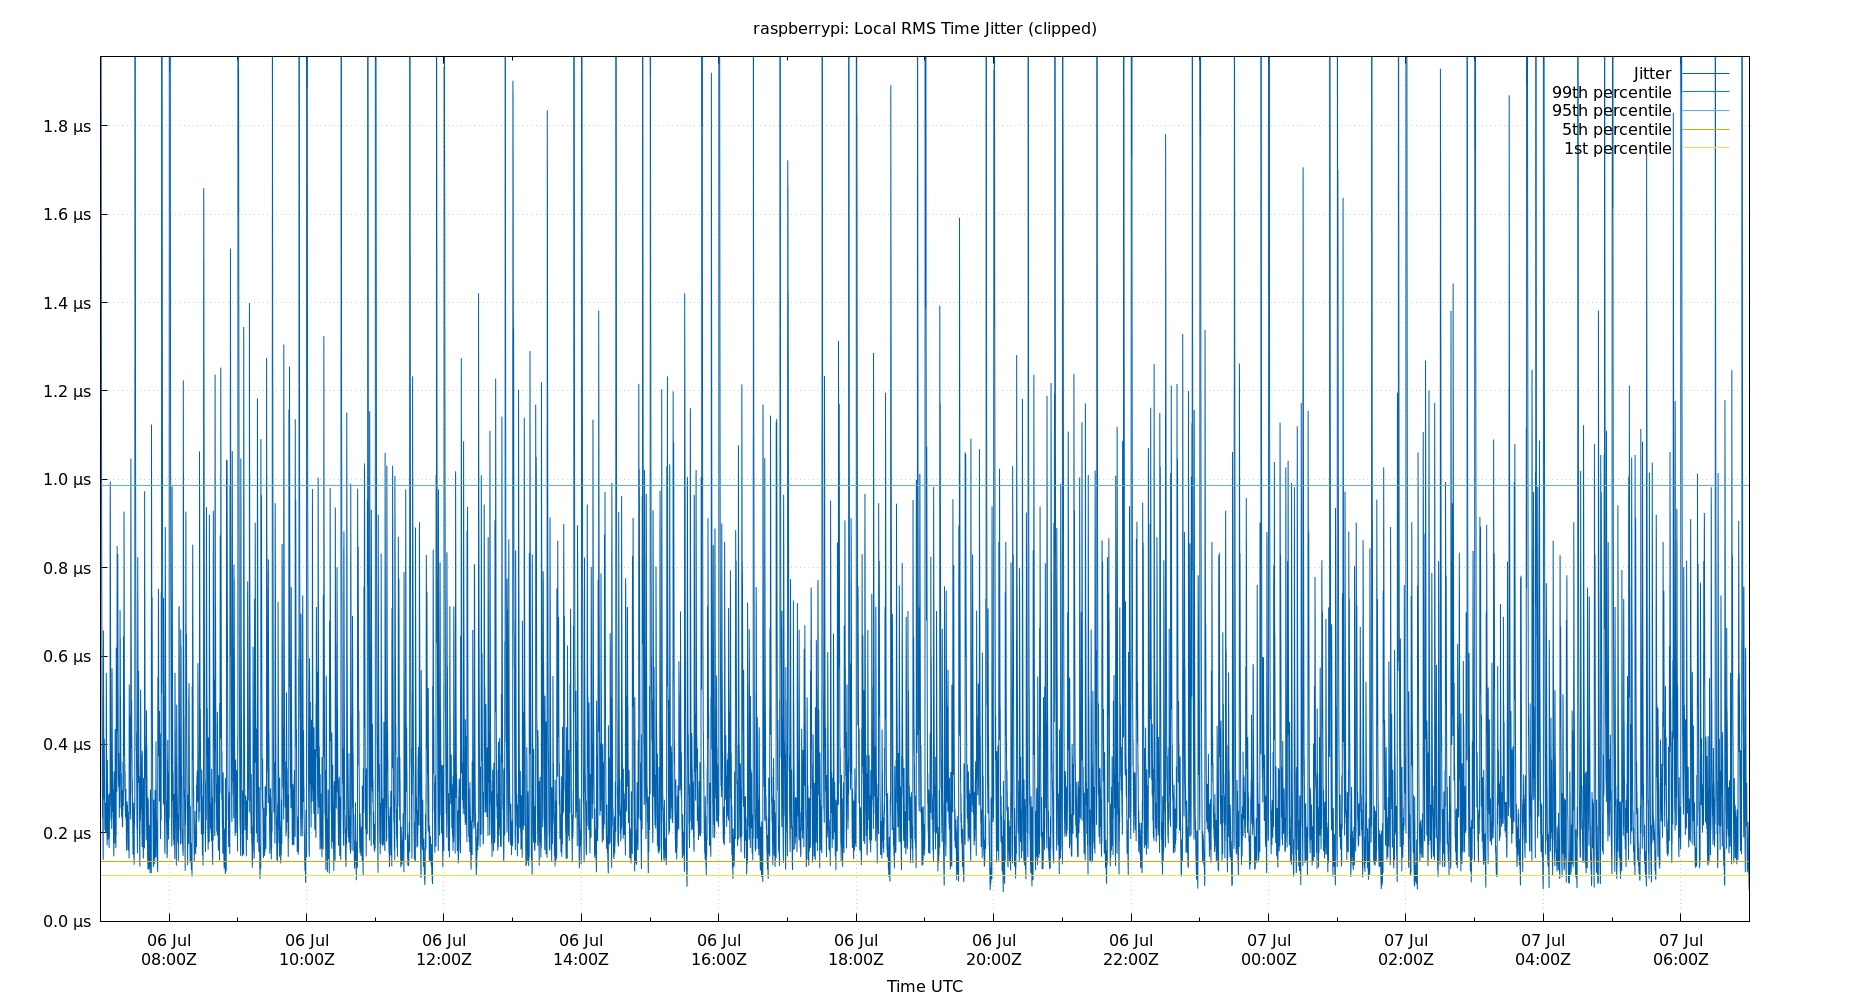 raspberrypi: Local RMS Time Jitter (clipped)
Jitter
99th percentile
95th percentile
5th percentile
1st percentile
1.8 μs
1.6 μs
1.4 μs
1.2 μs
1.0 μs
0.8 μs
0.6 μs
0.4 μs
0.2 μs
0.0 μs
06 Jul 06 Jul 06 Jul 06 Jul 06 Jul 06 Jul 06 Jul 06 Jul 07 Jul 07 Jul 07 Jul 07 Jul
08:00Z 10:00Z 12:00Z 14:00Z 16:00Z 18:00Z 20:00Z 22:00Z 00:00Z 02:00Z 04:00Z 06:00Z
Time UTC